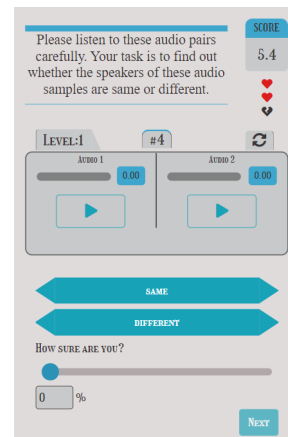 Please listen to these audio pairs
carefully. Your task is to find out
whether the speakers of these audio
samples are same or different.
SCORE
5.4
LEVEL:1
#4
AUDIO 1
0.00
AUDIO 2
0.00
SAME
DIFFERENT
HOW SURE ARE YOU?
0 %
NEXT